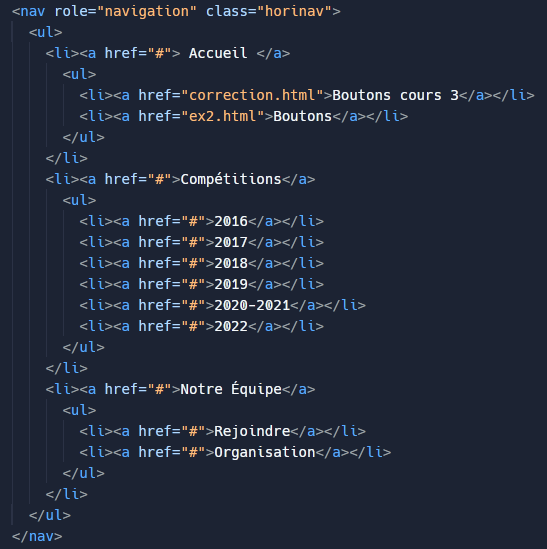 <nav role="navigation" class="horinav">
<ul>
<li><a href="#"> Accueil </a>
<ul>
<li><a href="correction.html">Boutons cours 3</a></li>
<li><a href="ex2.html">Boutons</a></li>
</ul>
</li>
<li><a href="#">Compétitions</a>
<ul>
<li><a href="#">2016</a></li>
<li><a href="#">2017</a></li>
<li><a href="#">2018</a></li>
<li><a href="#">2019</a></li>
<li><a href="#">2020-2021</a></li>
<li><a href="#">2022</a></li>
</ul>
</li>
<li><a href="#">Notre Équipe</a>
<ul>
<li><a href="#">Rejoindre</a></li>
<li><a href="#">Organisation</a></li>
</ul>
</li>
</ul>
</nav>